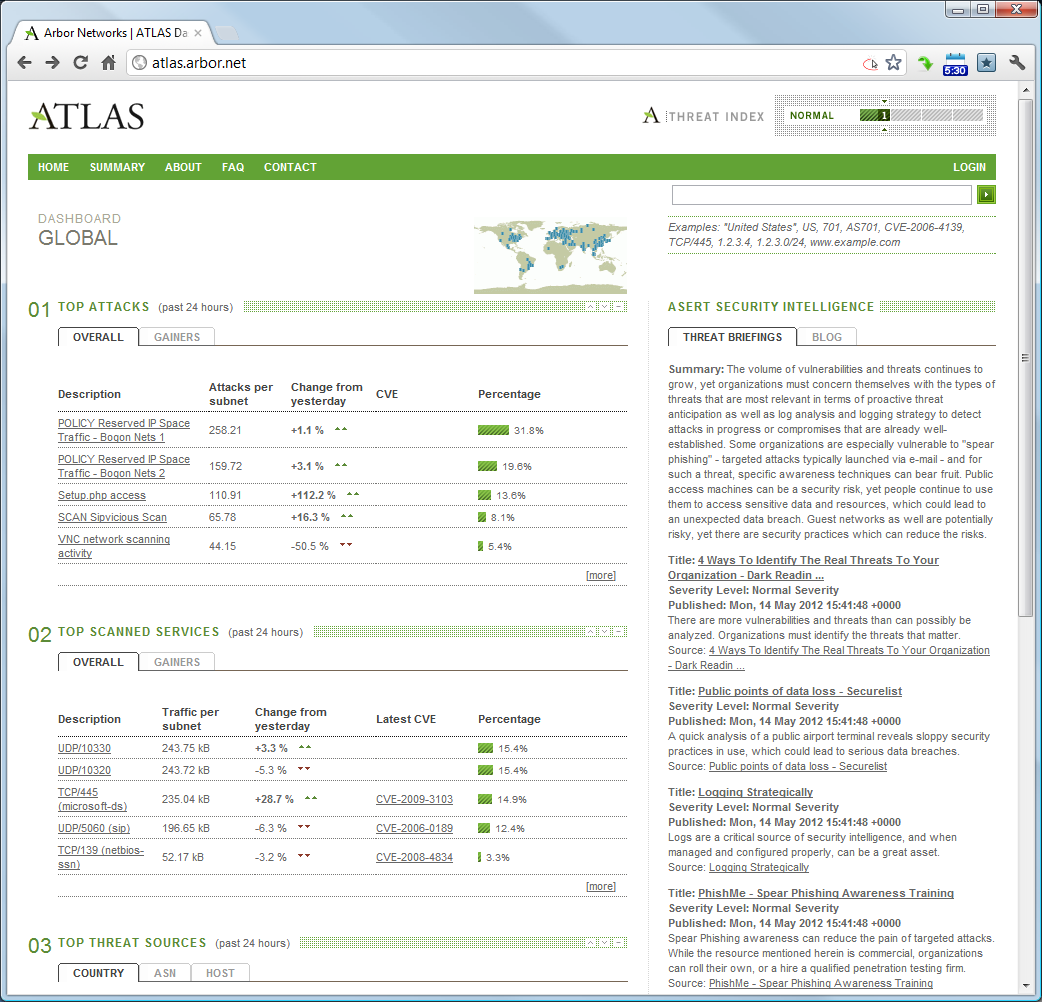 Arbor Networks | ATLAS Da
atlas.arbor.net
5:30
ATLAS
THREAT INDEX
NORMAL
1
HOME SUMMARY ABOUT FAQ CONTACT LOGIN
DASHBOARD
GLOBAL
Examples: "United States", US, 701, AS701, CVE-2006-4139,
TCP/445, 1.2.3.4, 1.2.3.0/24, www.example.com
01 TOP ATTACKS (past 24 hours)
OVERALL GAINERS
Description Attacks per subnet Change from yesterday CVE Percentage
POLICY Reserved IP Space
Traffic - Bogon Nets 1 258.21 +1.1 % 31.8%
POLICY Reserved IP Space
Traffic - Bogon Nets 2 159.72 +3.1 % 19.6%
Setup.php access 110.91 +112.2 % 13.6%
SCAN Sipvicious Scan 65.78 +16.3 % 8.1%
VNC network scanning
activity 44.15 -50.5 % 5.4%
[more]
02 TOP SCANNED SERVICES (past 24 hours)
OVERALL GAINERS
Description Traffic per subnet Change from yesterday Latest CVE Percentage
UDP/10330 243.75 kB +3.3 % 15.4%
UDP/10320 243.72 kB -5.3 % 15.4%
TCP/445
(microsoft-ds) 235.04 kB +28.7 % CVE-2009-3103 14.9%
UDP/5060 (sip) 196.65 kB -6.3 % CVE-2006-0189 12.4%
TCP/139 (netbios-
ssn) 52.17 kB -3.2 % CVE-2008-4834 3.3%
[more]
03 TOP THREAT SOURCES (past 24 hours)
COUNTRY ASN HOST
ASERT SECURITY INTELLIGENCE
THREAT BRIEFINGS BLOG
Summary: The volume of vulnerabilities and threats continues to
grow, yet organizations must concern themselves with the types of
threats that are most relevant in terms of proactive threat
anticipation as well as log analysis and logging strategy to detect
attacks in progress or compromises that are already well-
established. Some organizations are especially vulnerable to "spear
phishing" - targeted attacks typically launched via e-mail - and for
such a threat, specific awareness techniques can bear fruit. Public
access machines can be a security risk, yet people continue to use
them to access sensitive data and resources, which could lead to
an unexpected data breach. Guest networks as well are potentially
risky, yet there are security practices which can reduce the risks.
Title: 4 Ways To Identify The Real Threats To Your
Organization - Dark Readin ...
Severity Level: Normal Severity
Published: Mon, 14 May 2012 15:41:48 +0000
There are more vulnerabilities and threats than can possibly be
analyzed. Organizations must identify the threats that matter.
Source: 4 Ways To Identify The Real Threats To Your Organization
- Dark Readin ...
Title: Public points of data loss - Securelist
Severity Level: Normal Severity
Published: Mon, 14 May 2012 15:41:48 +0000
A quick analysis of a public airport terminal reveals sloppy security
practices in use, which could lead to serious data breaches.
Source: Public points of data loss - Securelist
Title: Logging Strategically
Severity Level: Normal Severity
Published: Mon, 14 May 2012 15:41:48 +0000
Logs are a critical source of security intelligence, and when
managed and configured properly, can be a great asset.
Source: Logging Strategically
Title: PhishMe - Spear Phishing Awareness Training
Severity Level: Normal Severity
Published: Mon, 14 May 2012 15:41:48 +0000
Spear Phishing awareness can reduce the pain of targeted attacks.
While the resource mentioned herein is commercial, organizations
can roll their own, or a hire a qualified penetration testing firm.
Source: PhishMe - Spear Phishing Awareness Training